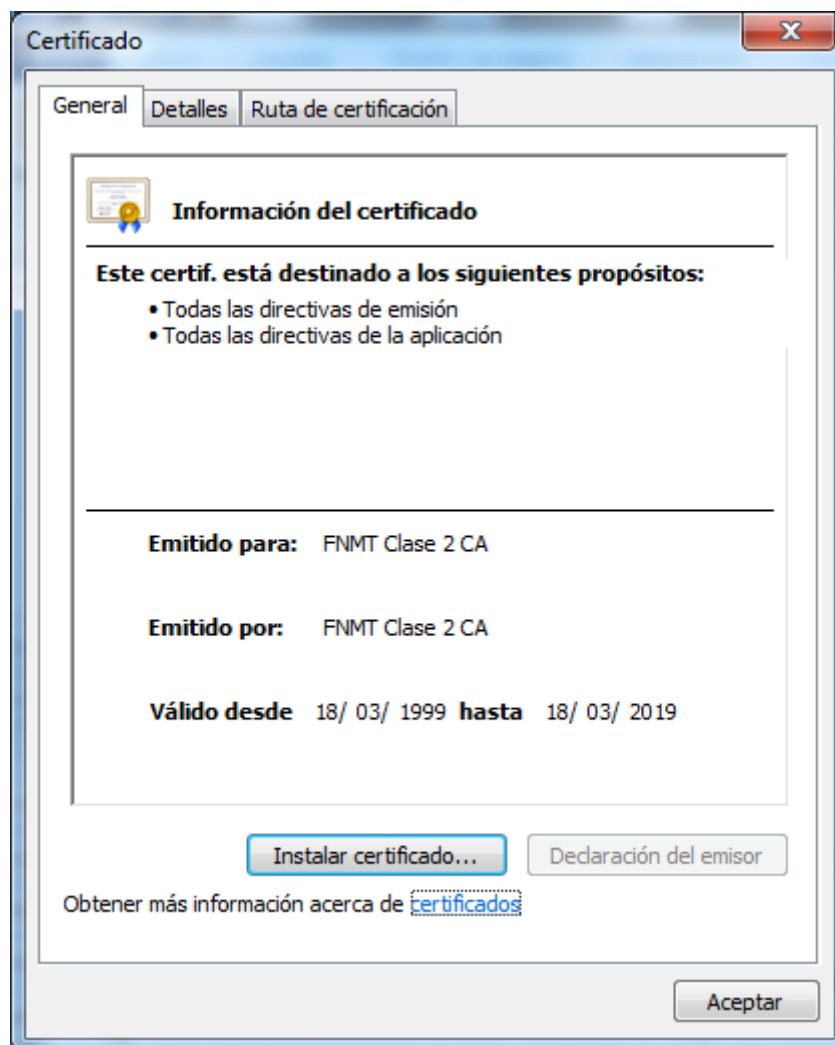 Certificado
General Detalles Ruta de certificación
Información del certificado
Este certif. está destinado a los siguientes propósitos:
• Todas las directivas de emisión
• Todas las directivas de la aplicación
Emitido para: FNMT Clase 2 CA
Emitido por: FNMT Clase 2 CA
Válido desde 18/ 03/ 1999 hasta 18/ 03/ 2019
Instalar certificado... Declaración del emisor
Obtener más información acerca de certificados
Aceptar